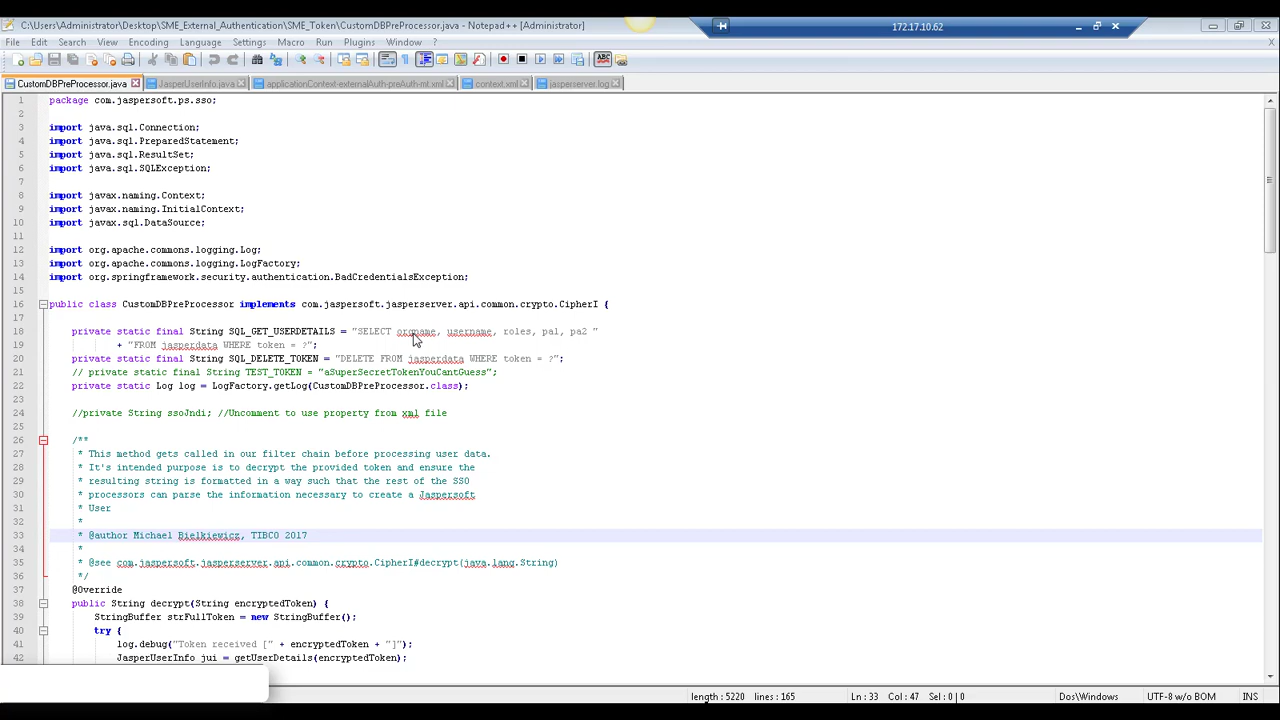 C:\Users\Administrator\Desktop\SME_External_Authentication\SME_Token\CustomDBPreProcessor.java - Notepad++ [Administrator]
172.17.10.62
File Edit Search View Encoding Language Settings Macro Run Plugins Window ?
X
CustomDBPreProcessor.java JasperUserInfo.java applicationContext-externalAuth-preAuth-mt.xml context.xml jasperserver.log
1 package com.jaspersoft.ps.sso;
2
3 import java.sql.Connection;
4 import java.sql.PreparedStatement;
5 import java.sql.ResultSet;
6 import java.sql.SQLException;
7
8 import javax.naming.Context;
9 import javax.naming.InitialContext;
10 import javax.sql.DataSource;
11
12 import org.apache.commons.logging.Log;
13 import org.apache.commons.logging.LogFactory;
14 import org.springframework.security.authentication.BadCredentialsException;
15
16 public class CustomDBPreProcessor implements com.jaspersoft.jasperserver.api.common.crypto.CipherI {
17
18 private static final String SQL_GET_USERDETAILS = "SELECT orgname, username, roles, pa1, pa2 "
19 + "FROM jasperdata WHERE token = ?";
20 private static final String SQL_DELETE_TOKEN = "DELETE FROM jasperdata WHERE token = ?";
21 // private static final String TEST_TOKEN = "aSuperSecretTokenYouCantGuess";
22 private static Log log = LogFactory.getLog(CustomDBPreProcessor.class);
23
24 //private String ssoJndi; //Uncomment to use property from xml file
25
26 /**
27 * This method gets called in our filter chain before processing user data.
28 * It's intended purpose is to decrypt the provided token and ensure the
29 * resulting string is formatted in a way such that the rest of the SSO
30 * processors can parse the information necessary to create a Jaspersoft
31 * User
32 *
33 * @author Michael Bielkiewicz, TIBCO 2017
34 *
35 * @see com.jaspersoft.jasperserver.api.common.crypto.CipherI#decrypt(java.lang.String)
36 */
37 @Override
38 public String decrypt(String encryptedToken) {
39 StringBuffer strFullToken = new StringBuffer();
40 try {
41 log.debug("Token received [" + encryptedToken + "]");
42 JasperUserInfo jui = getUserDetails(encryptedToken);
length : 5220 lines : 165 Ln : 33 Col : 47 Sel : 0 | 0 Dos\Windows UTF-8 w/o BOM INS